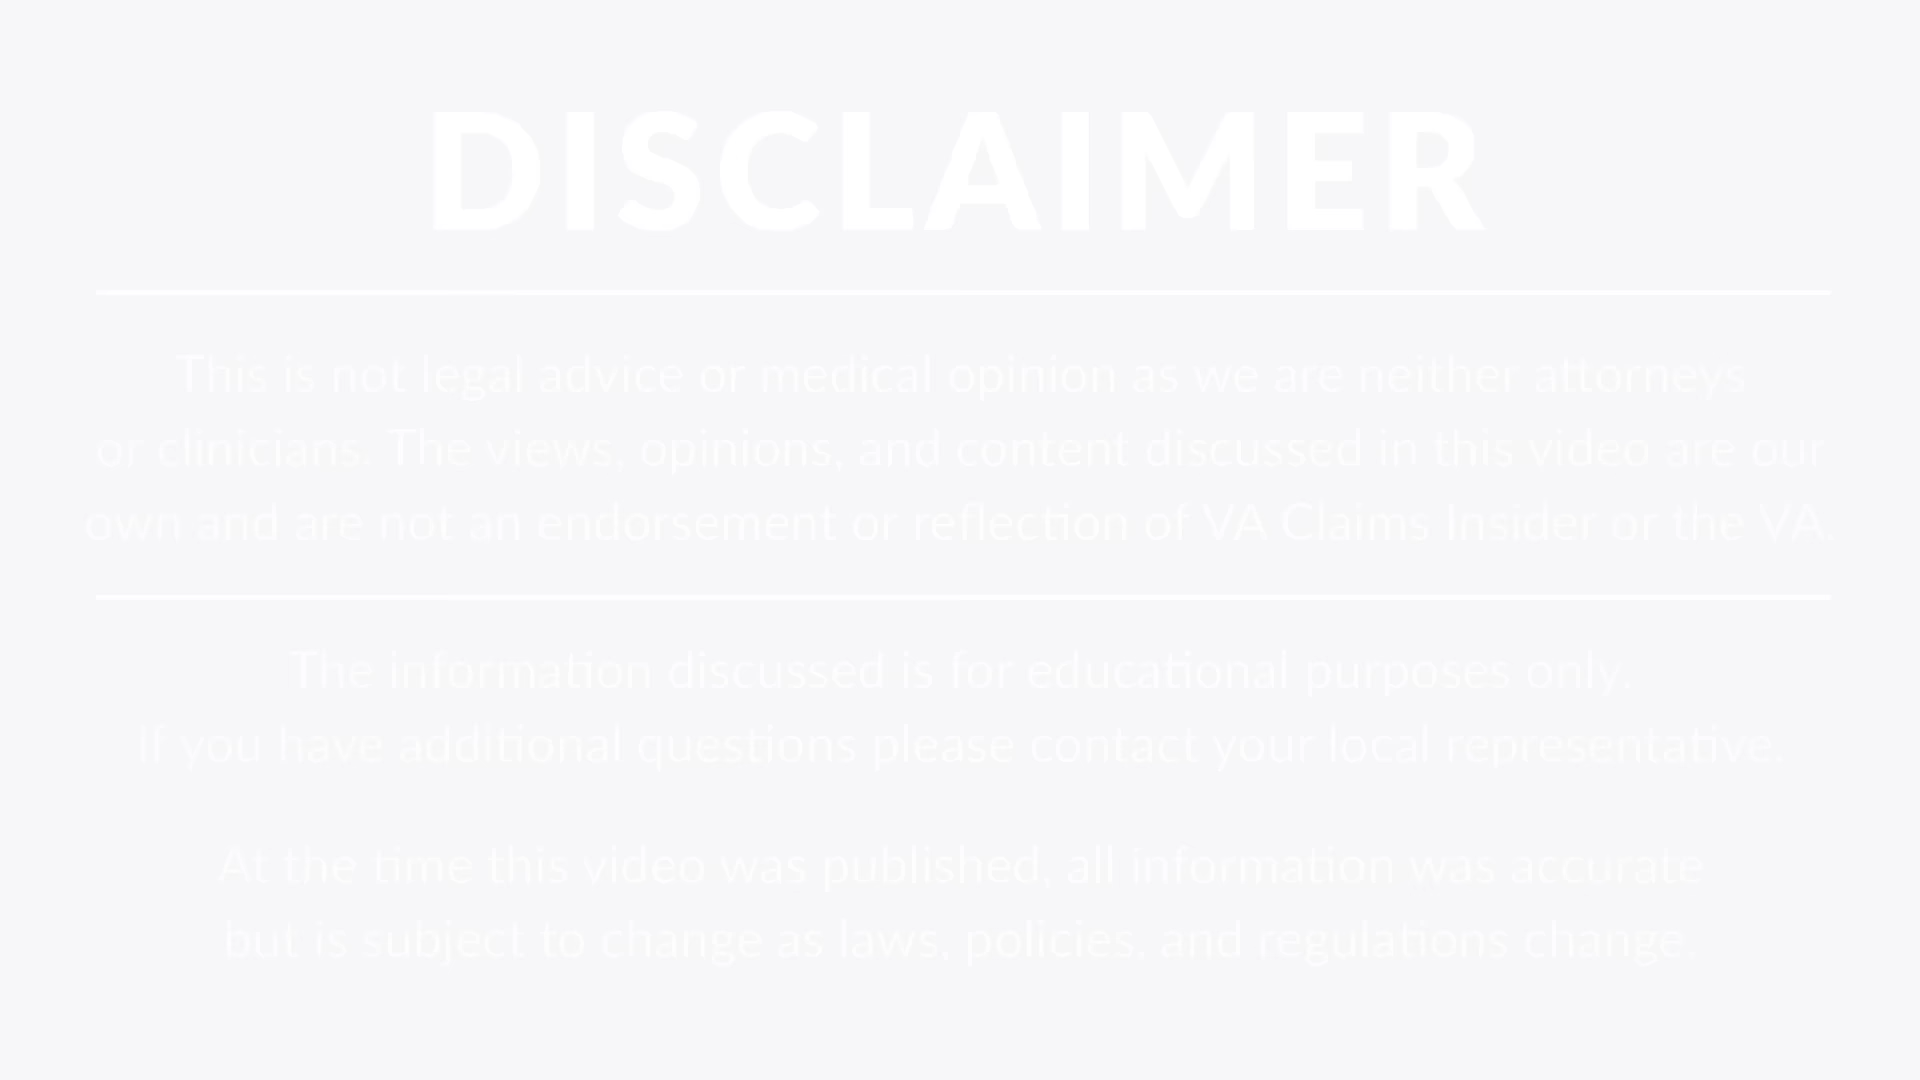 DISCLAIMER
This is not legal advice or medical opinion as we are neither attorneys
or clinicians. The views, opinions, and content discussed in this video are our
own and are not an endorsement or reflection of VA Claims Insider or the VA.
The information discussed is for educational purposes only.
If you have additional questions please contact your local representative.
At the time this video was published, all information was accurate
but is subject to change as laws, policies, and regulations change.